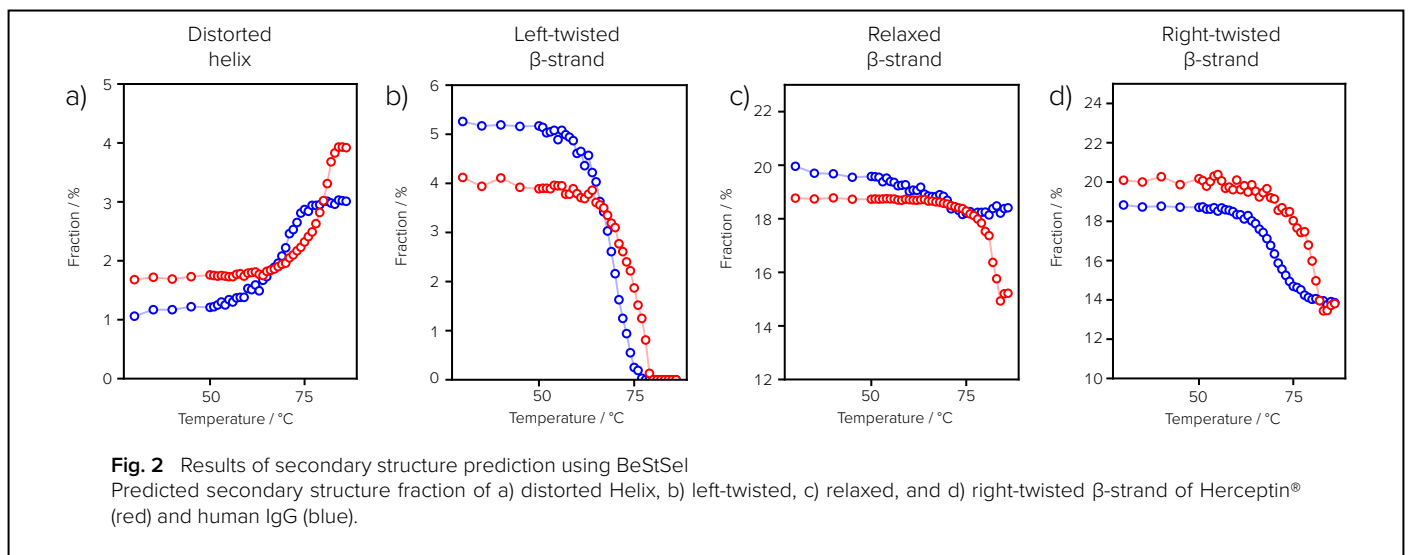 Distorted
helix
Left-twisted
β-strand
Relaxed
β-strand
Right-twisted
β-strand
a)
5
4
3
2
1
0
Fraction / %
50
75
Temperature / °C
b)
6
5
4
3
2
1
0
Fraction / %
50
75
Temperature / °C
c)
22
20
18
16
14
12
Fraction / %
50
75
Temperature / °C
d)
24
22
20
18
16
14
12
10
Fraction / %
50
75
Temperature / °C
Fig. 2 Results of secondary structure prediction using BeStSel
Predicted secondary structure fraction of a) distorted Helix, b) left-twisted, c) relaxed, and d) right-twisted β-strand of Herceptin®
(red) and human IgG (blue).